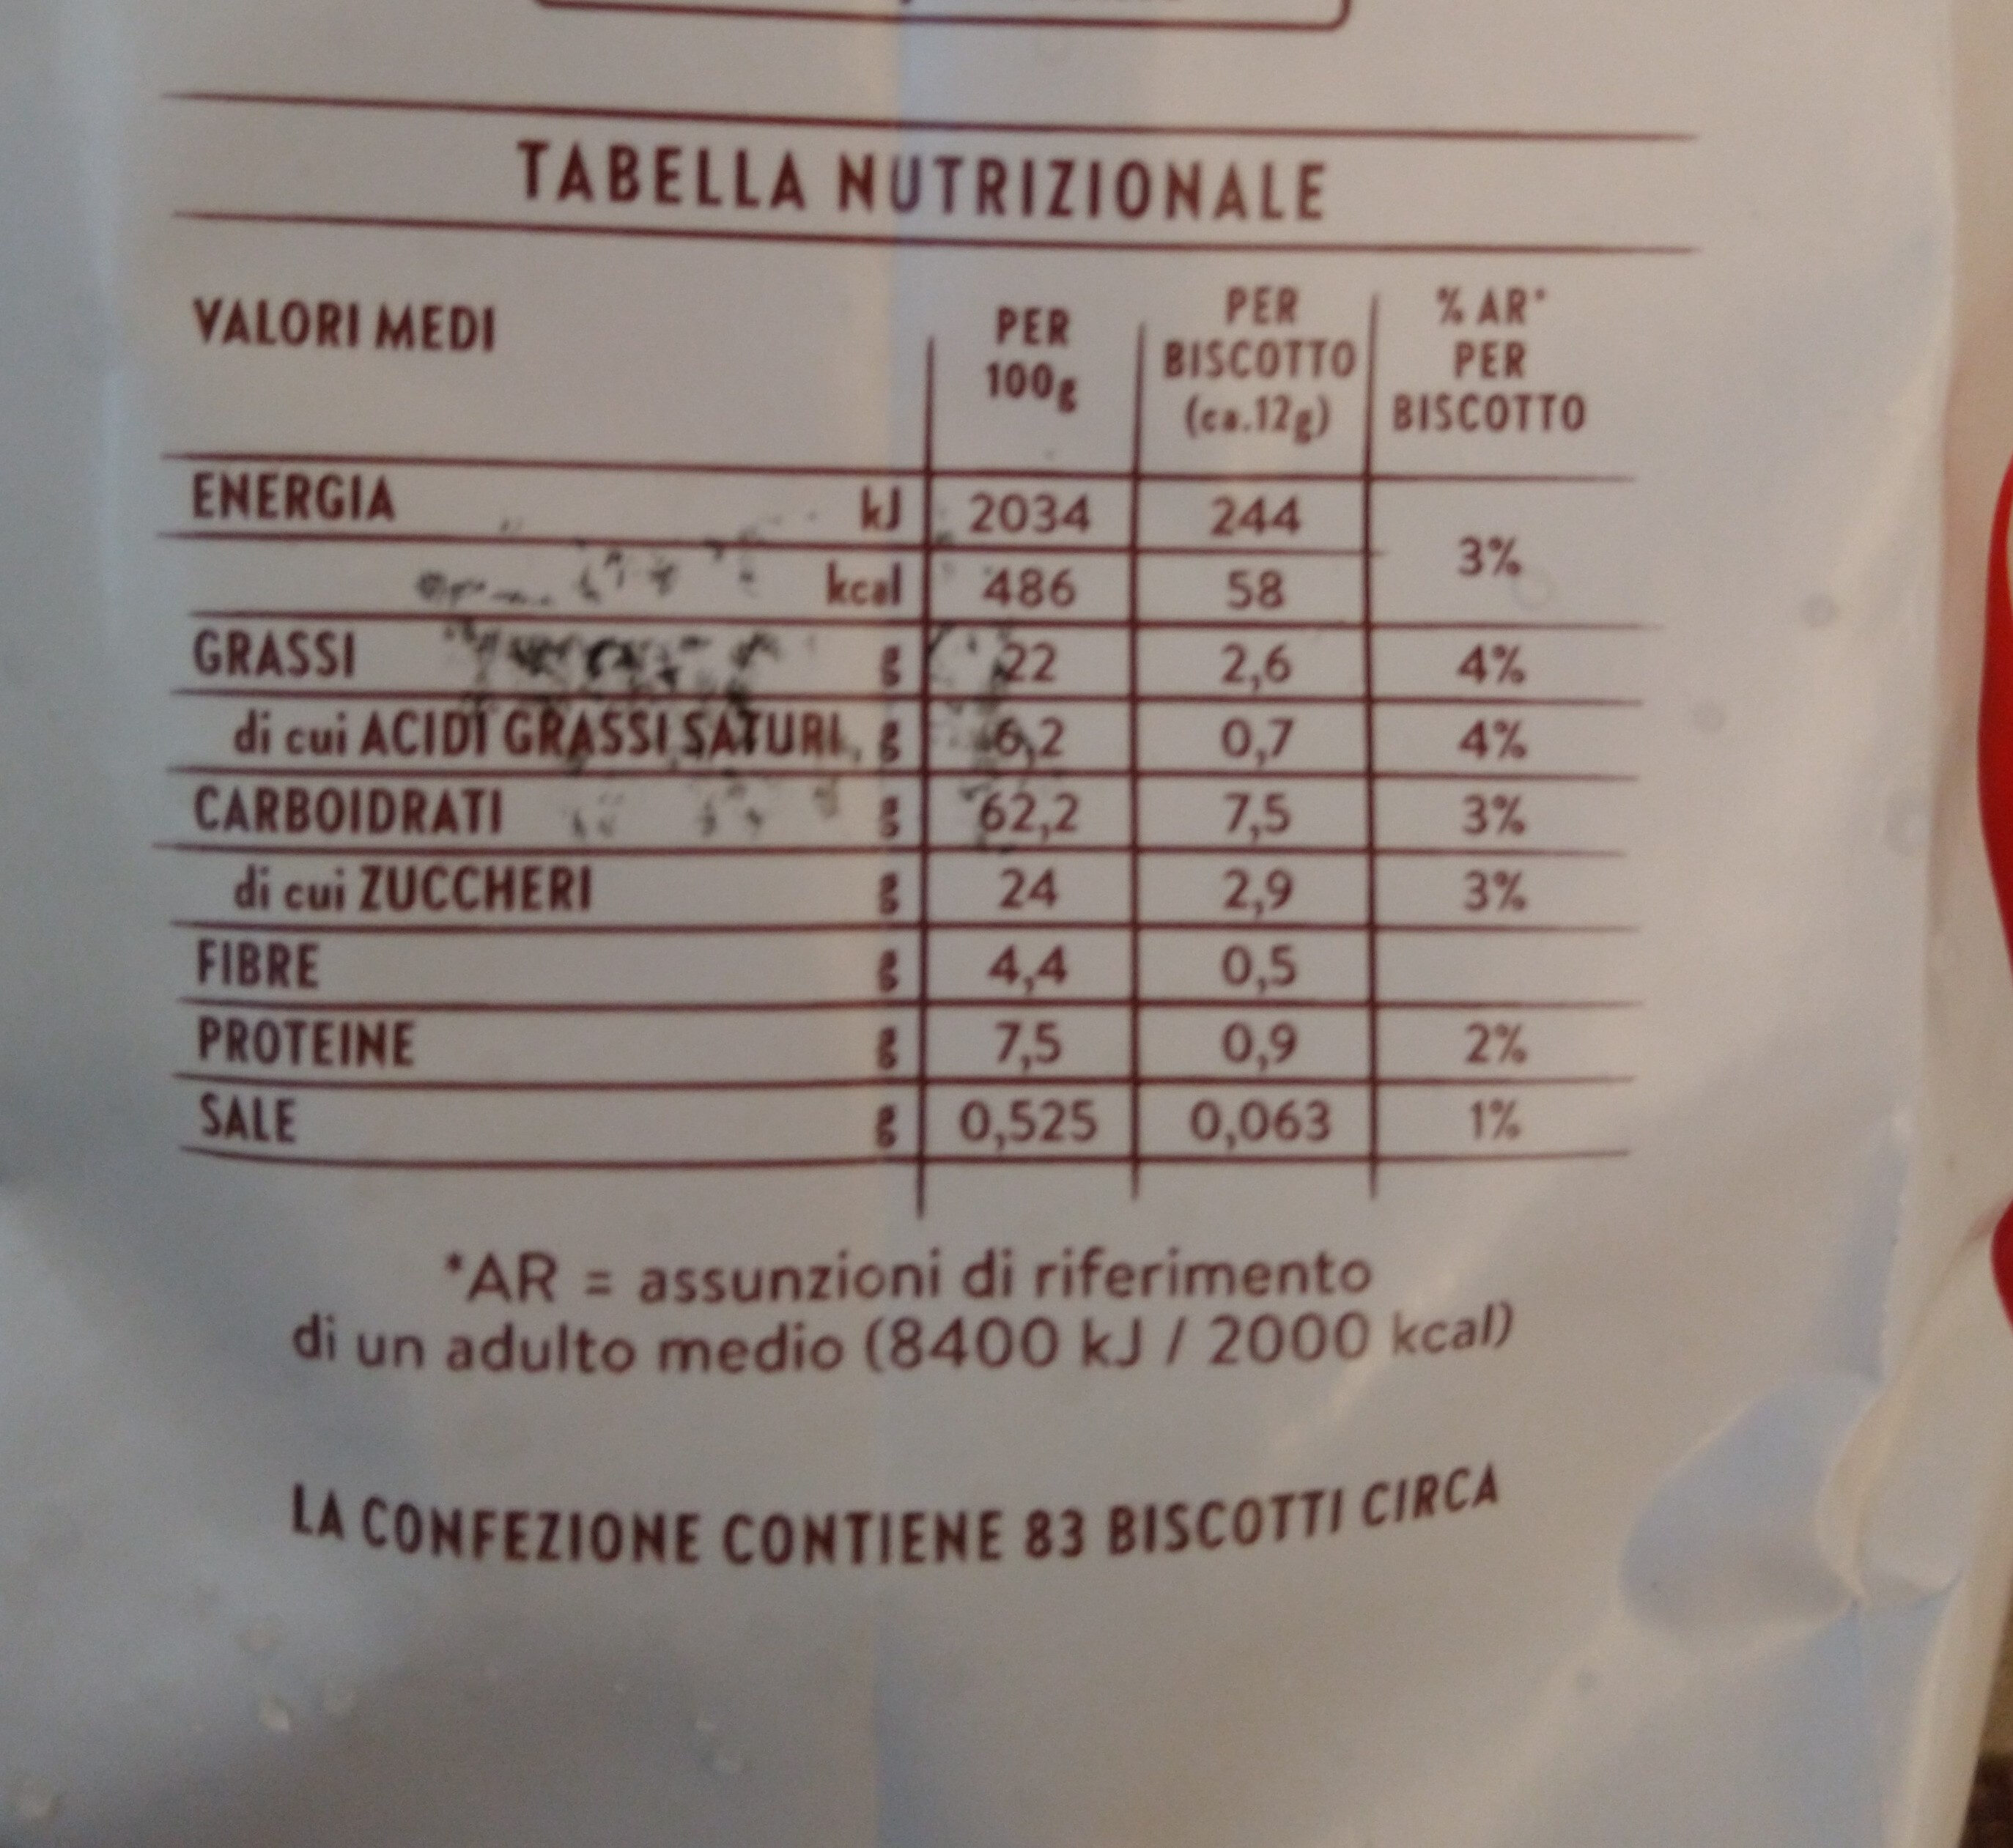 TABELLA NUTRIZIONALE
VALORI MEDI PER 100g PER BISCOTTO (ca.12g) % AR* PER BISCOTTO
ENERGIA kJ 2034 244 3%
kcal 486 58
GRASSI g 22 2,6 4%
di cui ACIDI GRASSI SATURI g 6,2 0,7 4%
CARBOIDRATI g 62,2 7,5 3%
di cui ZUCCHERI g 24 2,9 3%
FIBRE g 4,4 0,5
PROTEINE g 7,5 0,9 2%
SALE g 0,525 0,063 1%
*AR = assunzioni di riferimento
di un adulto medio (8400 kJ / 2000 kcal)
LA CONFEZIONE CONTIENE 83 BISCOTTI CIRCA